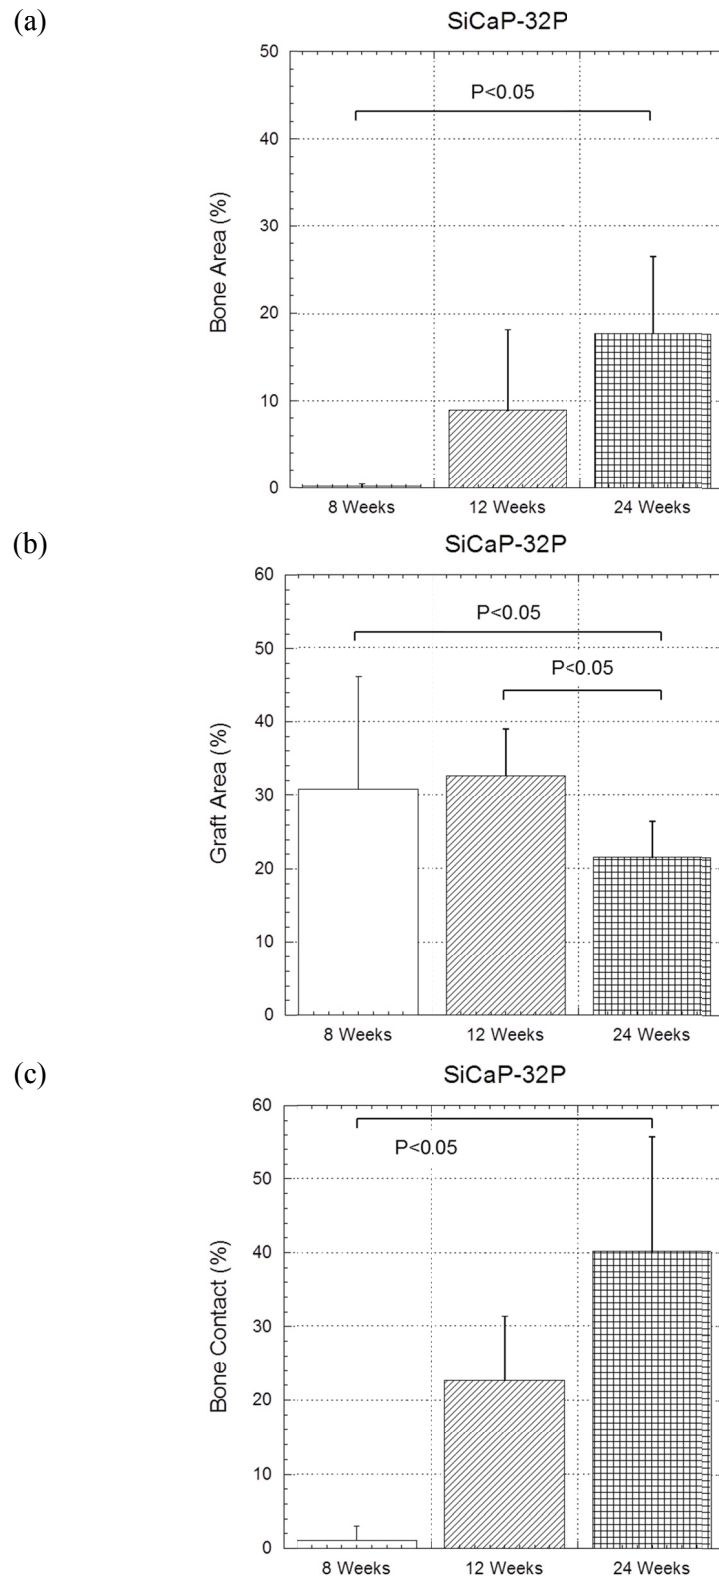 (a)
SiCaP-32P
50
P<0.05
40
30
Bone Area (%)
20
10
0
8 Weeks 12 Weeks 24 Weeks
(b)
SiCaP-32P
60
P<0.05
50
P<0.05
40
Graft Area (%)
30
20
10
0
8 Weeks 12 Weeks 24 Weeks
(c)
SiCaP-32P
60
P<0.05
50
40
Bone Contact (%)
30
20
10
0
8 Weeks 12 Weeks 24 Weeks